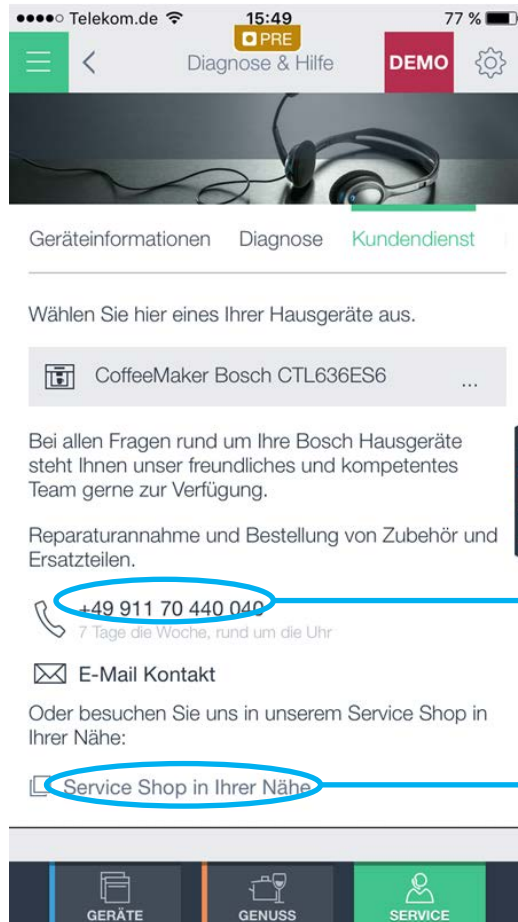 Telekom.de 15:49 77 %
PRE
Diagnose & Hilfe
DEMO
Geräteinformationen Diagnose Kundendienst
Wählen Sie hier eines Ihrer Hausgeräte aus.
CoffeeMaker Bosch CTL636ES6 ...
Bei allen Fragen rund um Ihre Bosch Hausgeräte
steht Ihnen unser freundliches und kompetentes
Team gerne zur Verfügung.
Reparaturannahme und Bestellung von Zubehör und
Ersatzteilen.
+49 911 70 440 040
7 Tage die Woche, rund um die Uhr
E-Mail Kontakt
Oder besuchen Sie uns in unserem Service Shop in
Ihrer Nähe:
Service Shop in Ihrer Nähe
GERÄTE GENUSS SERVICE